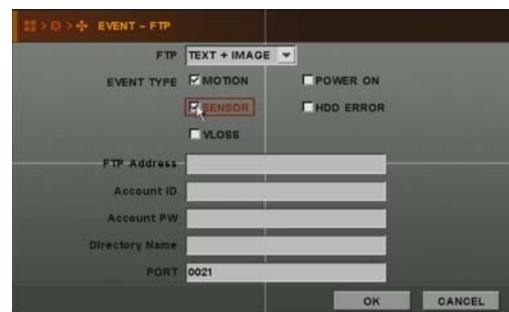 EVENT - FTP
FTP TEXT + IMAGE
EVENT TYPE MOTION POWER ON
SENSOR HDD ERROR
VLOSS
FTP Address
Account ID
Account PW
Directory Name
PORT 0021
OK CANCEL